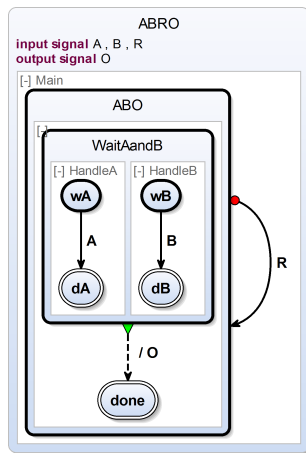 ABRO
input signal A , B , R
output signal O
[-] Main
ABO
[-]
WaitAandB
[-] HandleA
[-] HandleB
wA
wB
A
B
R
dA
dB
/ O
done